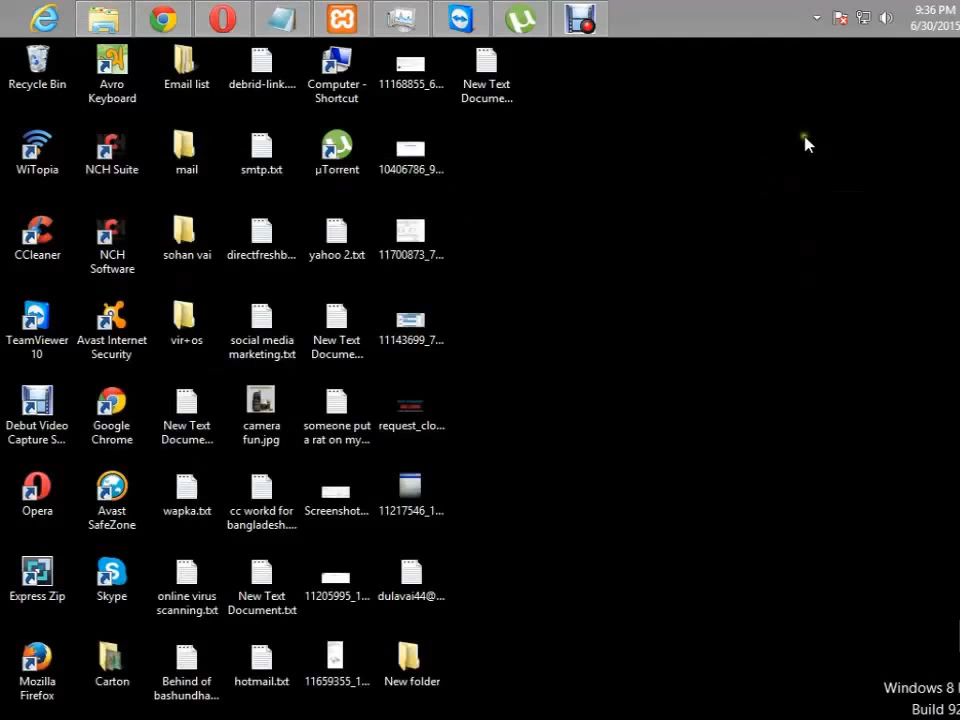 9:36 PM
6/30/2015
Recycle Bin
Avro
Keyboard
Email list
debrid-link....
Computer -
Shortcut
11168855_6...
New Text
Docume...
WiTopia
NCH Suite
mail
smtp.txt
µTorrent
10406786_9...
CCleaner
NCH
Software
sohan vai
directfreshb...
yahoo 2.txt
11700873_7...
TeamViewer
10
Avast Internet
Security
vir+os
social media
marketing.txt
New Text
Docume...
11143699_7...
Debut Video
Capture S...
Google
Chrome
New Text
Docume...
camera
fun.jpg
someone put
a rat on my...
request_clo...
Opera
Avast
SafeZone
wapka.txt
cc workd for
bangladesh....
Screenshot...
11217546_1...
Express Zip
Skype
online virus
scanning.txt
New Text
Document.txt
11205995_1...
dulavai44@...
Mozilla
Firefox
Carton
Behind of
bashundha...
hotmail.txt
11659355_1...
New folder
Windows 8
Build 92